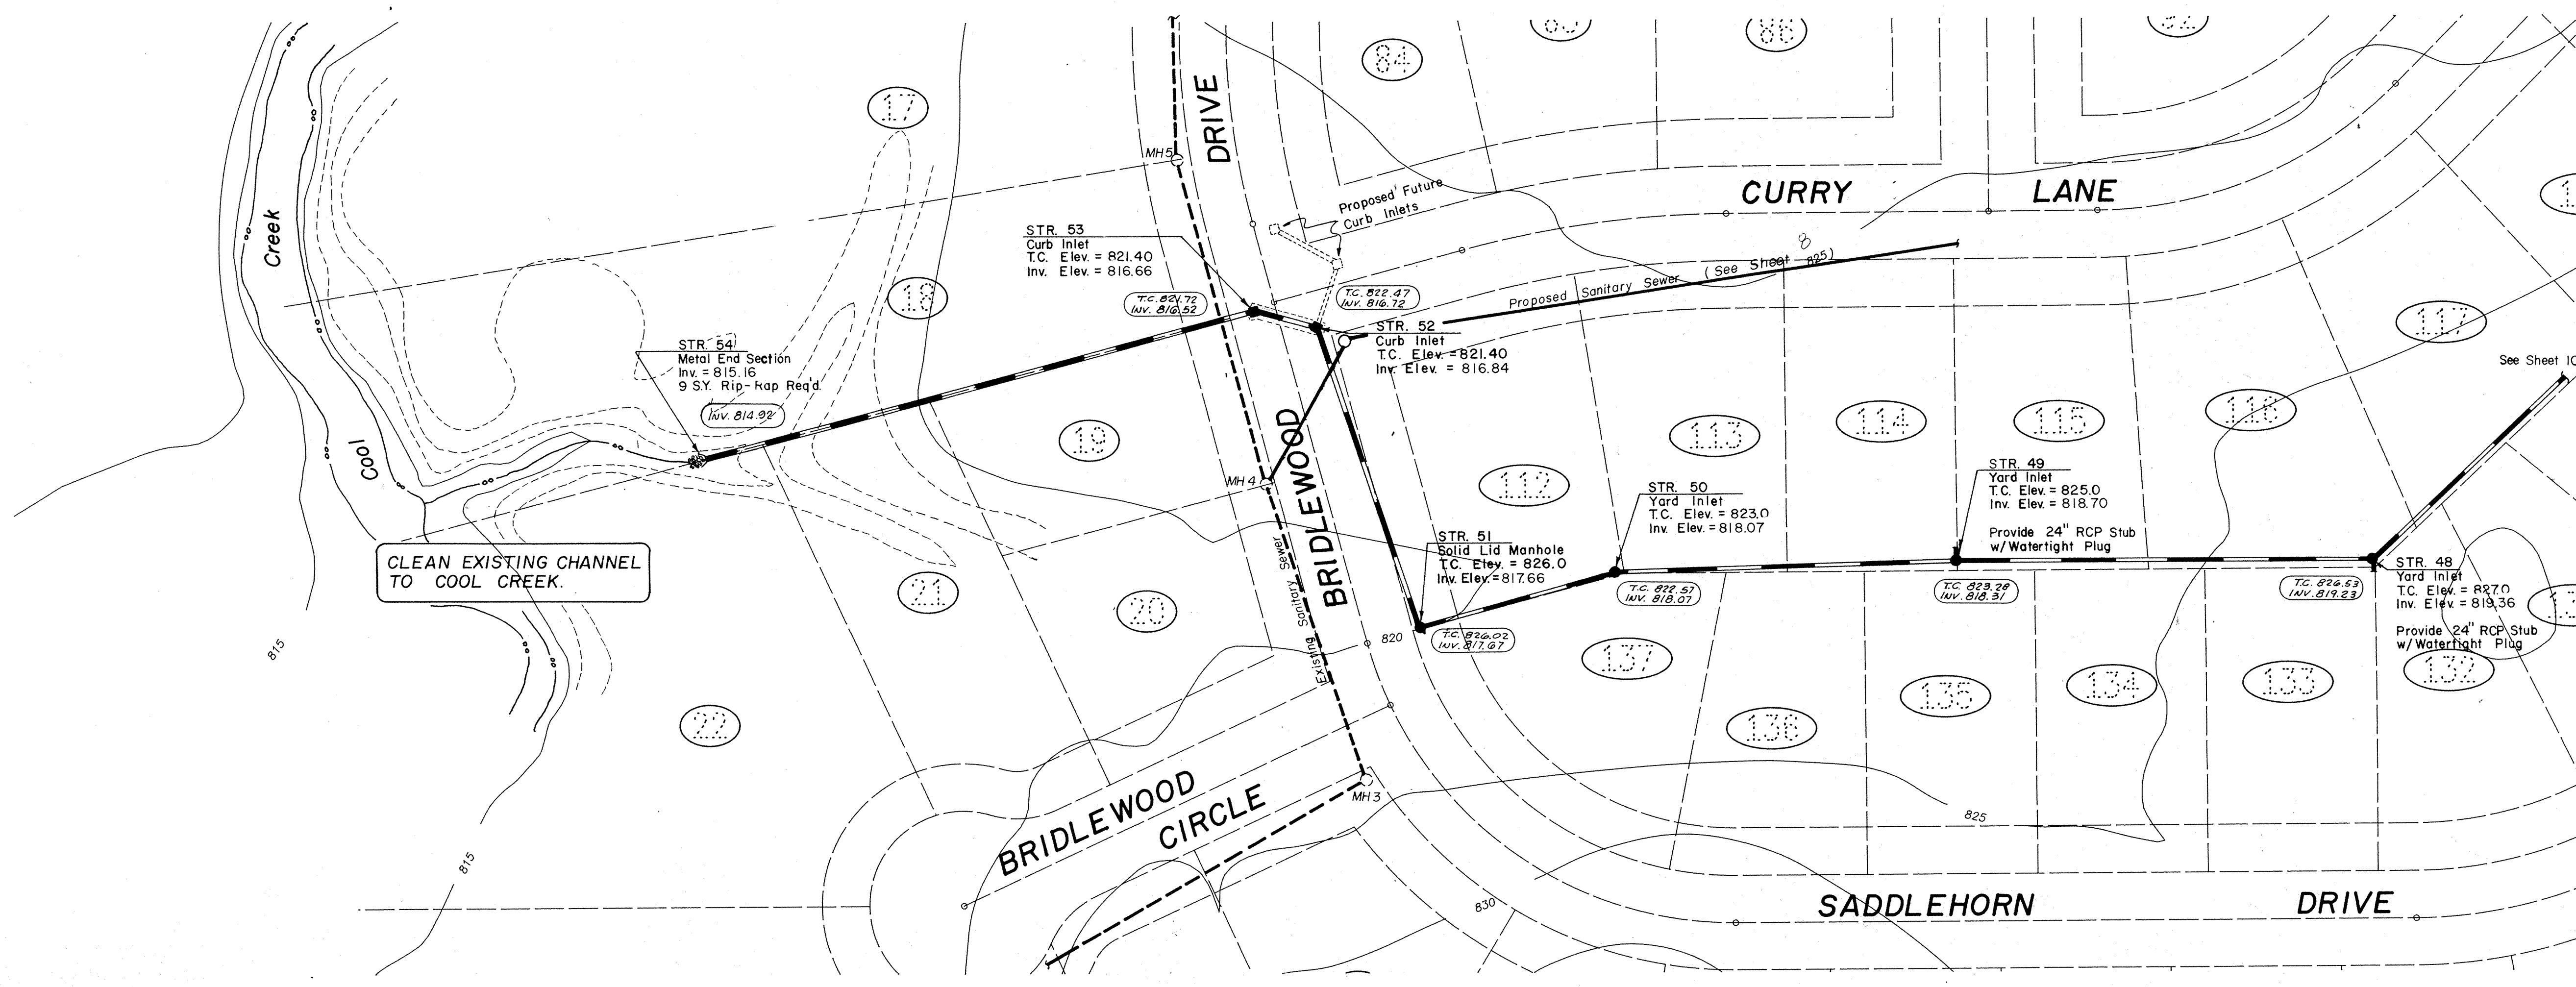 84
86
17
DRIVE
MH5
Creek
Proposed Future
Curb Inlets
CURRY LANE
STR. 53
Curb Inlet
T.C. Elev. = 821.40
Inv. Elev. = 816.66
18
T.C. 821.72
INV. 816.52
T.C. 822.47
INV. 816.72
8
Proposed Sanitary Sewer (See Sheet 825)
117
STR. 52
Curb Inlet
T.C. Elev. = 821.40
Inv. Elev. = 816.84
STR. 54
Metal End Section
Inv. = 815.16
9 S.Y. Rip-Rap Req'd.
INV. 814.92
See Sheet 10
Cool
19
MH 4
BRIDLEWOOD
112
113
114
115
116
STR. 50
Yard Inlet
T.C. Elev. = 823.0
Inv. Elev. = 818.07
STR. 49
Yard Inlet
T.C. Elev. = 825.0
Inv. Elev. = 818.70
Provide 24" RCP Stub
w/Watertight Plug
STR. 51
Solid Lid Manhole
T.C. Elev. = 826.0
Inv. Elev. = 817.66
CLEAN EXISTING CHANNEL
TO COOL CREEK.
21
20
Existing Sanitary Sewer
820
T.C. 826.02
INV. 817.67
T.C. 822.57
INV. 818.07
T.C. 823.28
INV. 818.31
T.C. 826.53
INV. 819.23
STR. 48
Yard Inlet
T.C. Elev. = 827.0
Inv. Elev. = 819.36
Provide 24" RCP Stub
w/Watertight Plug
815
137
136
135
134
133
132
22
BRIDLEWOOD
CIRCLE
MH3
825
815
830
SADDLEHORN DRIVE